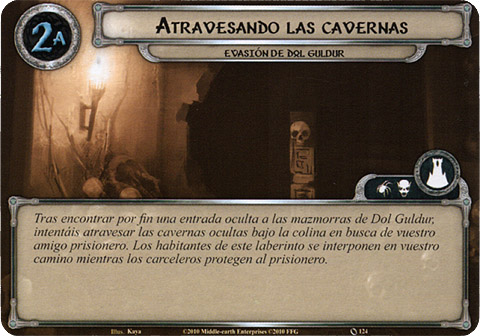 2A
ATRAVESANDO LAS CAVERNAS
EVASIÓN DE DOL GULDUR
Tras encontrar por fin una entrada oculta a las mazmorras de Dol Guldur,
intentáis atravesar las cavernas ocultas bajo la colina en busca de vuestro
amigo prisionero. Los habitantes de este laberinto se interponen en vuestro
camino mientras los carceleros protegen al prisionero.
Illus. Kaya
©2010 Middle-earth Enterprises ©2010 FFG
124